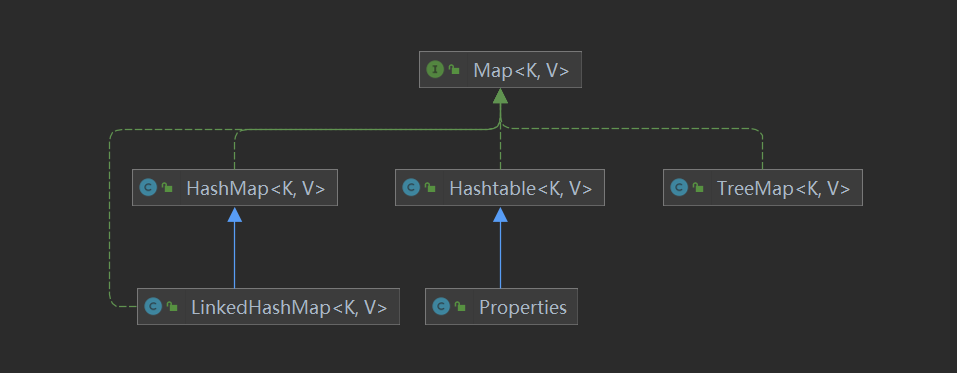 I Map<K, V>
C HashMap<K, V>
C Hashtable<K, V>
C TreeMap<K, V>
C LinkedHashMap<K, V>
C Properties